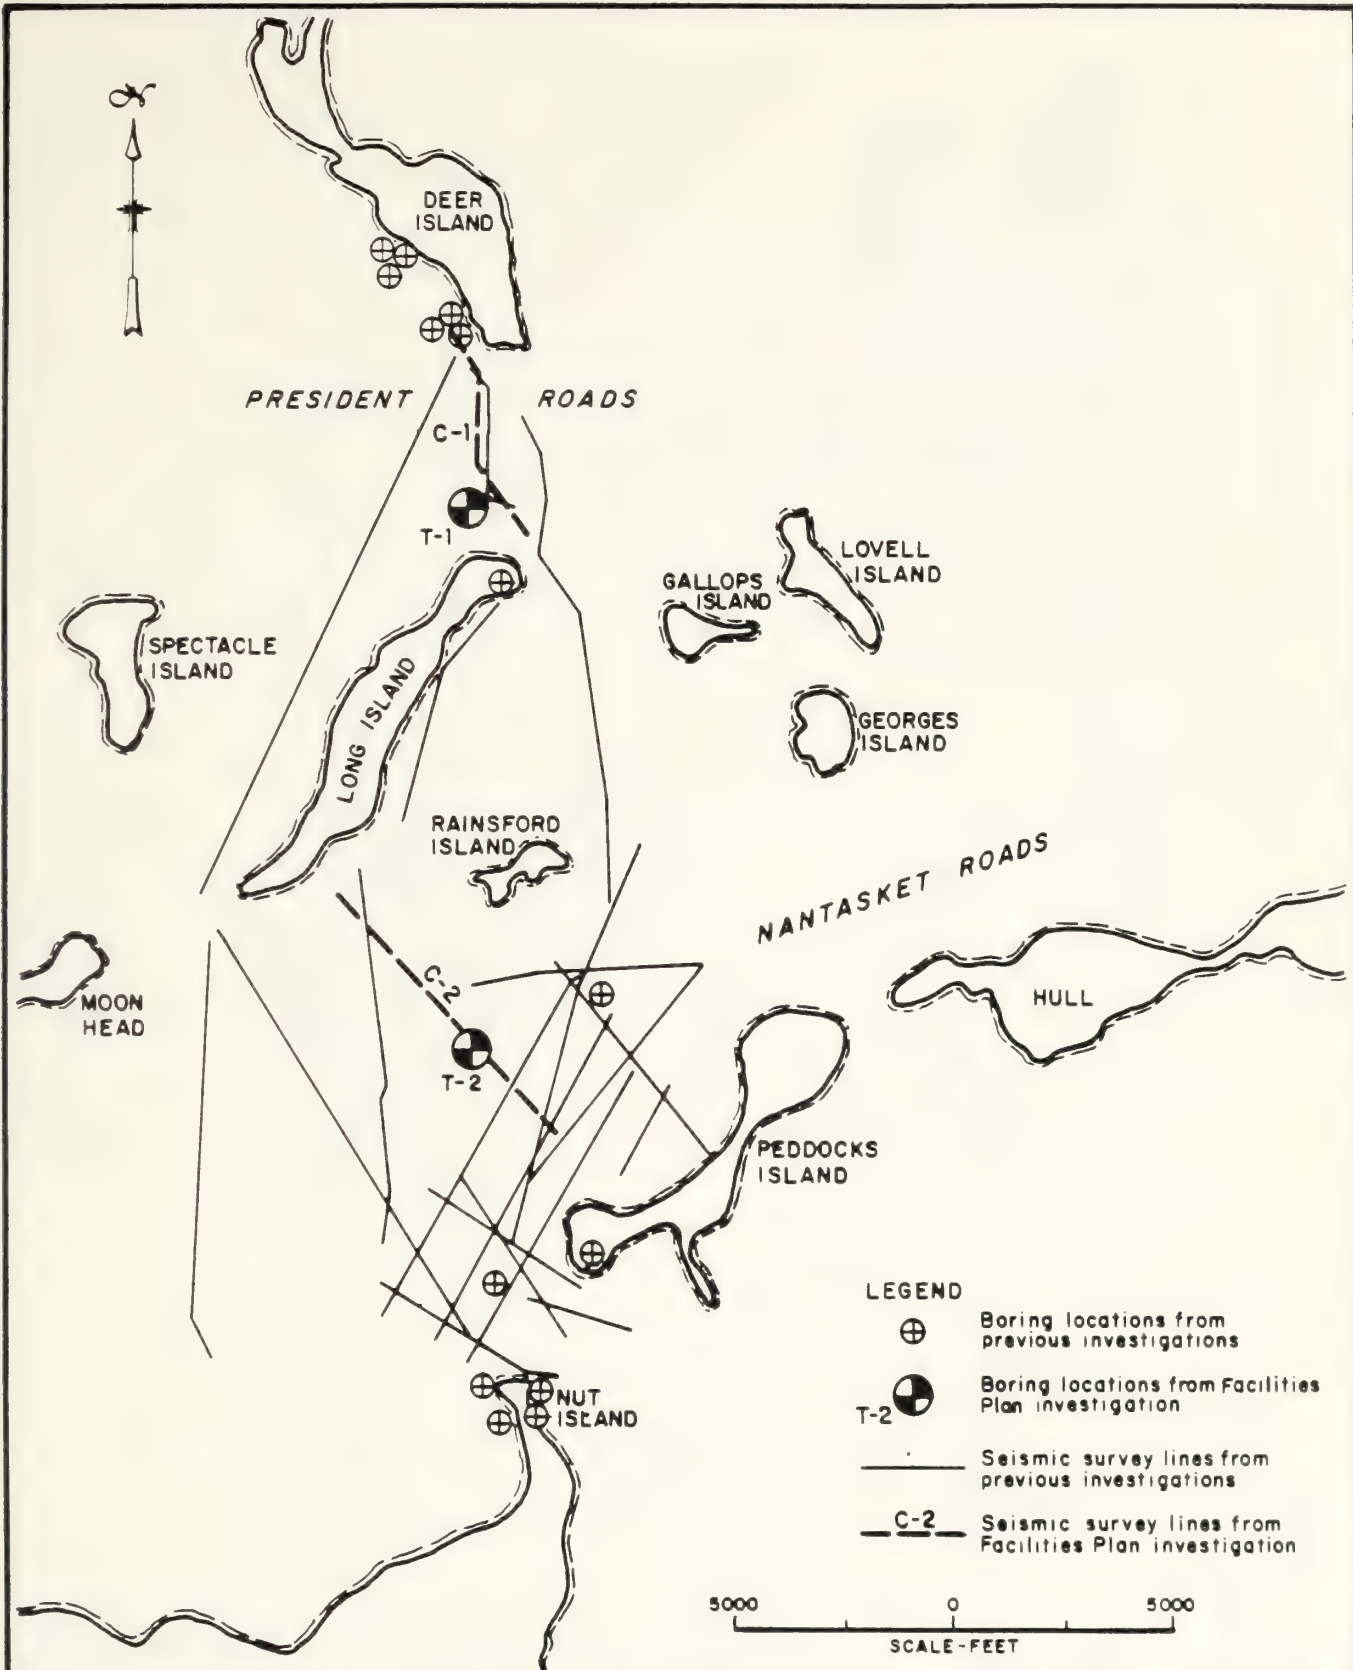 DEER
ISLAND
PRESIDENT ROADS
C-1
T-1
LOVELL
ISLAND
GALLOPS
ISLAND
SPECTACLE
ISLAND
LONG ISLAND
GEORGES
ISLAND
RAINSFORD
ISLAND
NANTASKET ROADS
MOON
HEAD
C-2
HULL
T-2
PEDDOCKS
ISLAND
NUT
ISLAND
LEGEND
Boring locations from
previous investigations
T-2
Boring locations from Facilities
Plan investigation
Seismic survey lines from
previous investigations
C-2
Seismic survey lines from
Facilities Plan investigation
5000 0 5000
SCALE-FEET